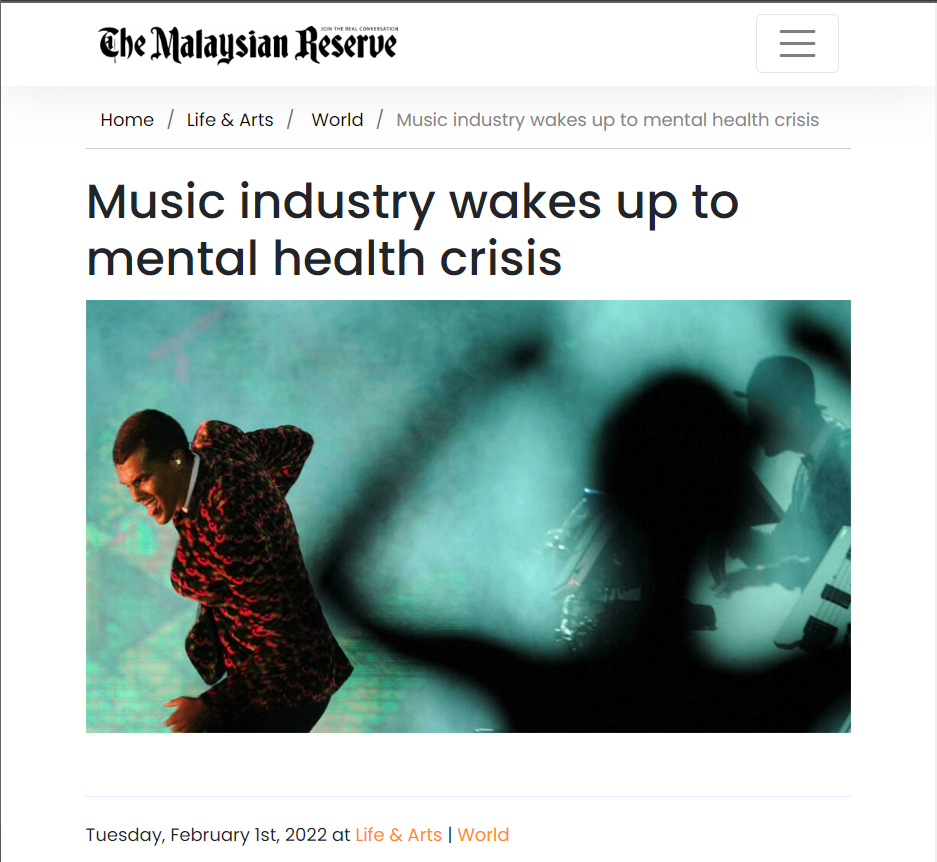 JOIN THE REAL CONVERSATION
The Malaysian Reserve
Home / Life & Arts / World / Music industry wakes up to mental health crisis
Music industry wakes up to
mental health crisis
Tuesday, February 1st, 2022 at Life & Arts | World